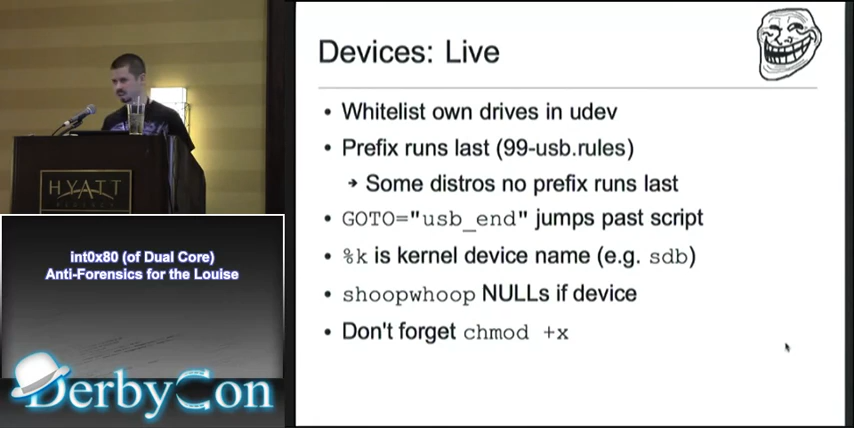 HYATT
int0x80 (of Dual Core)
Anti-Forensics for the Louise
DerbyCon
Devices: Live
• Whitelist own drives in udev
• Prefix runs last (99-usb.rules)
➔ Some distros no prefix runs last
• GOTO="usb_end" jumps past script
• %k is kernel device name (e.g. sdb)
• shoopwhoop NULLs if device
• Don't forget chmod +x